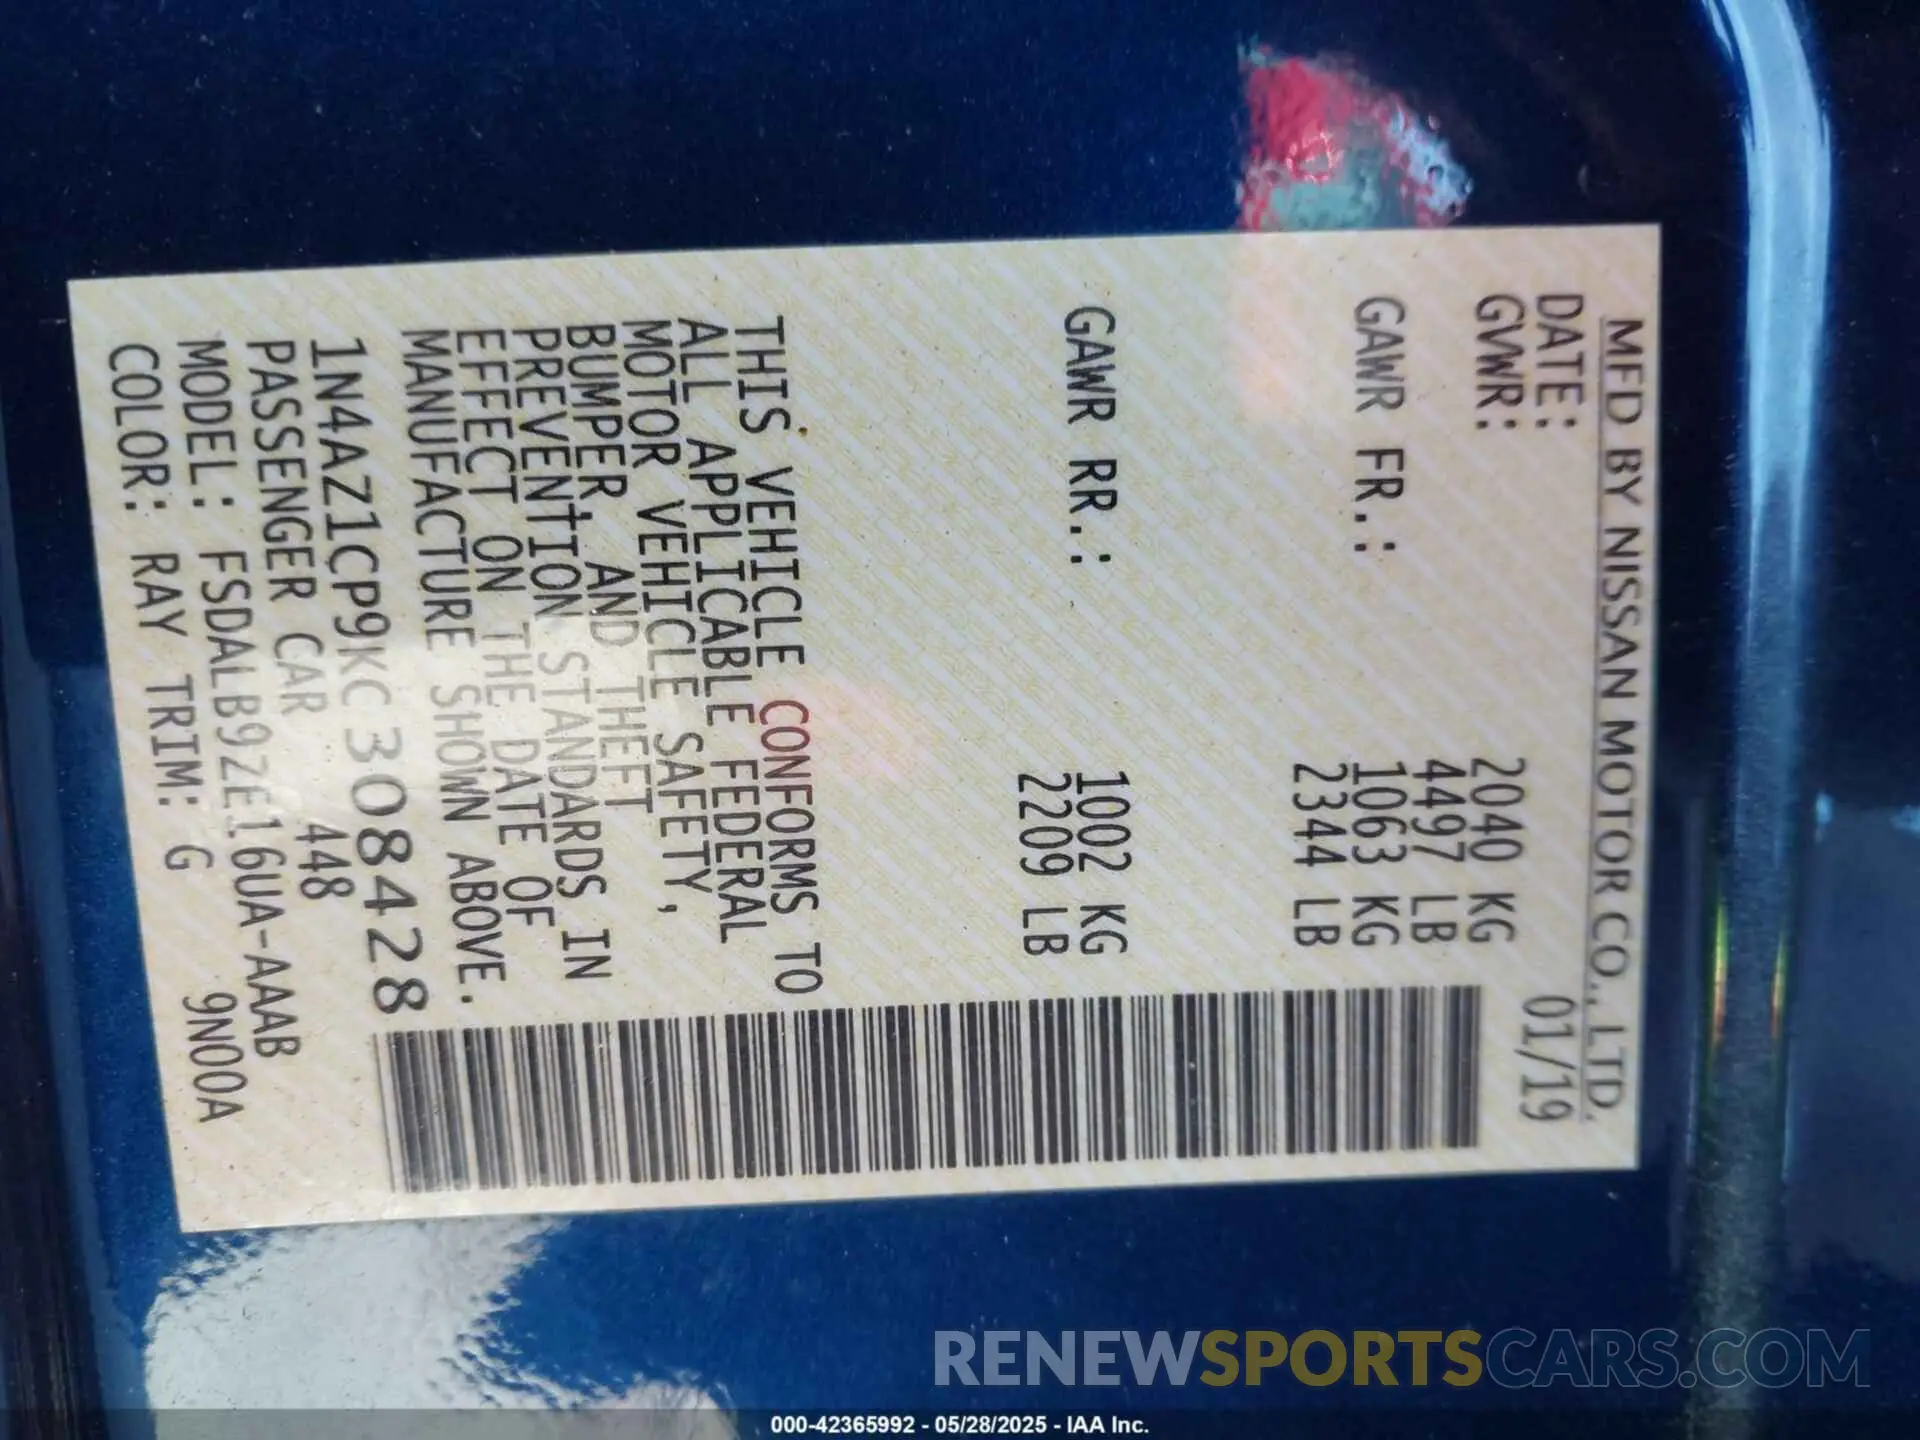 MFD BY NISSAN MOTOR CO., LTD.
DATE: 01/19
GVWR: 2040 KG
4497 LB
GAWR FR.: 1063 KG
2344 LB
GAWR RR.: 1002 KG
2209 LB
THIS VEHICLE CONFORMS TO
ALL APPLICABLE FEDERAL
MOTOR VEHICLE SAFETY,
BUMPER, AND THEFT
PREVENTION STANDARDS IN
EFFECT ON THE DATE OF
MANUFACTURE SHOWN ABOVE.
1N4AZ1CP9KC308428
PASSENGER CAR 448
MODEL: FSDALB9ZE16UA-AAAB
COLOR: RAY TRIM: G 9N00A
RENEWSPORTSCARS.COM
000-42365992 - 05/28/2025 - IAA Inc.